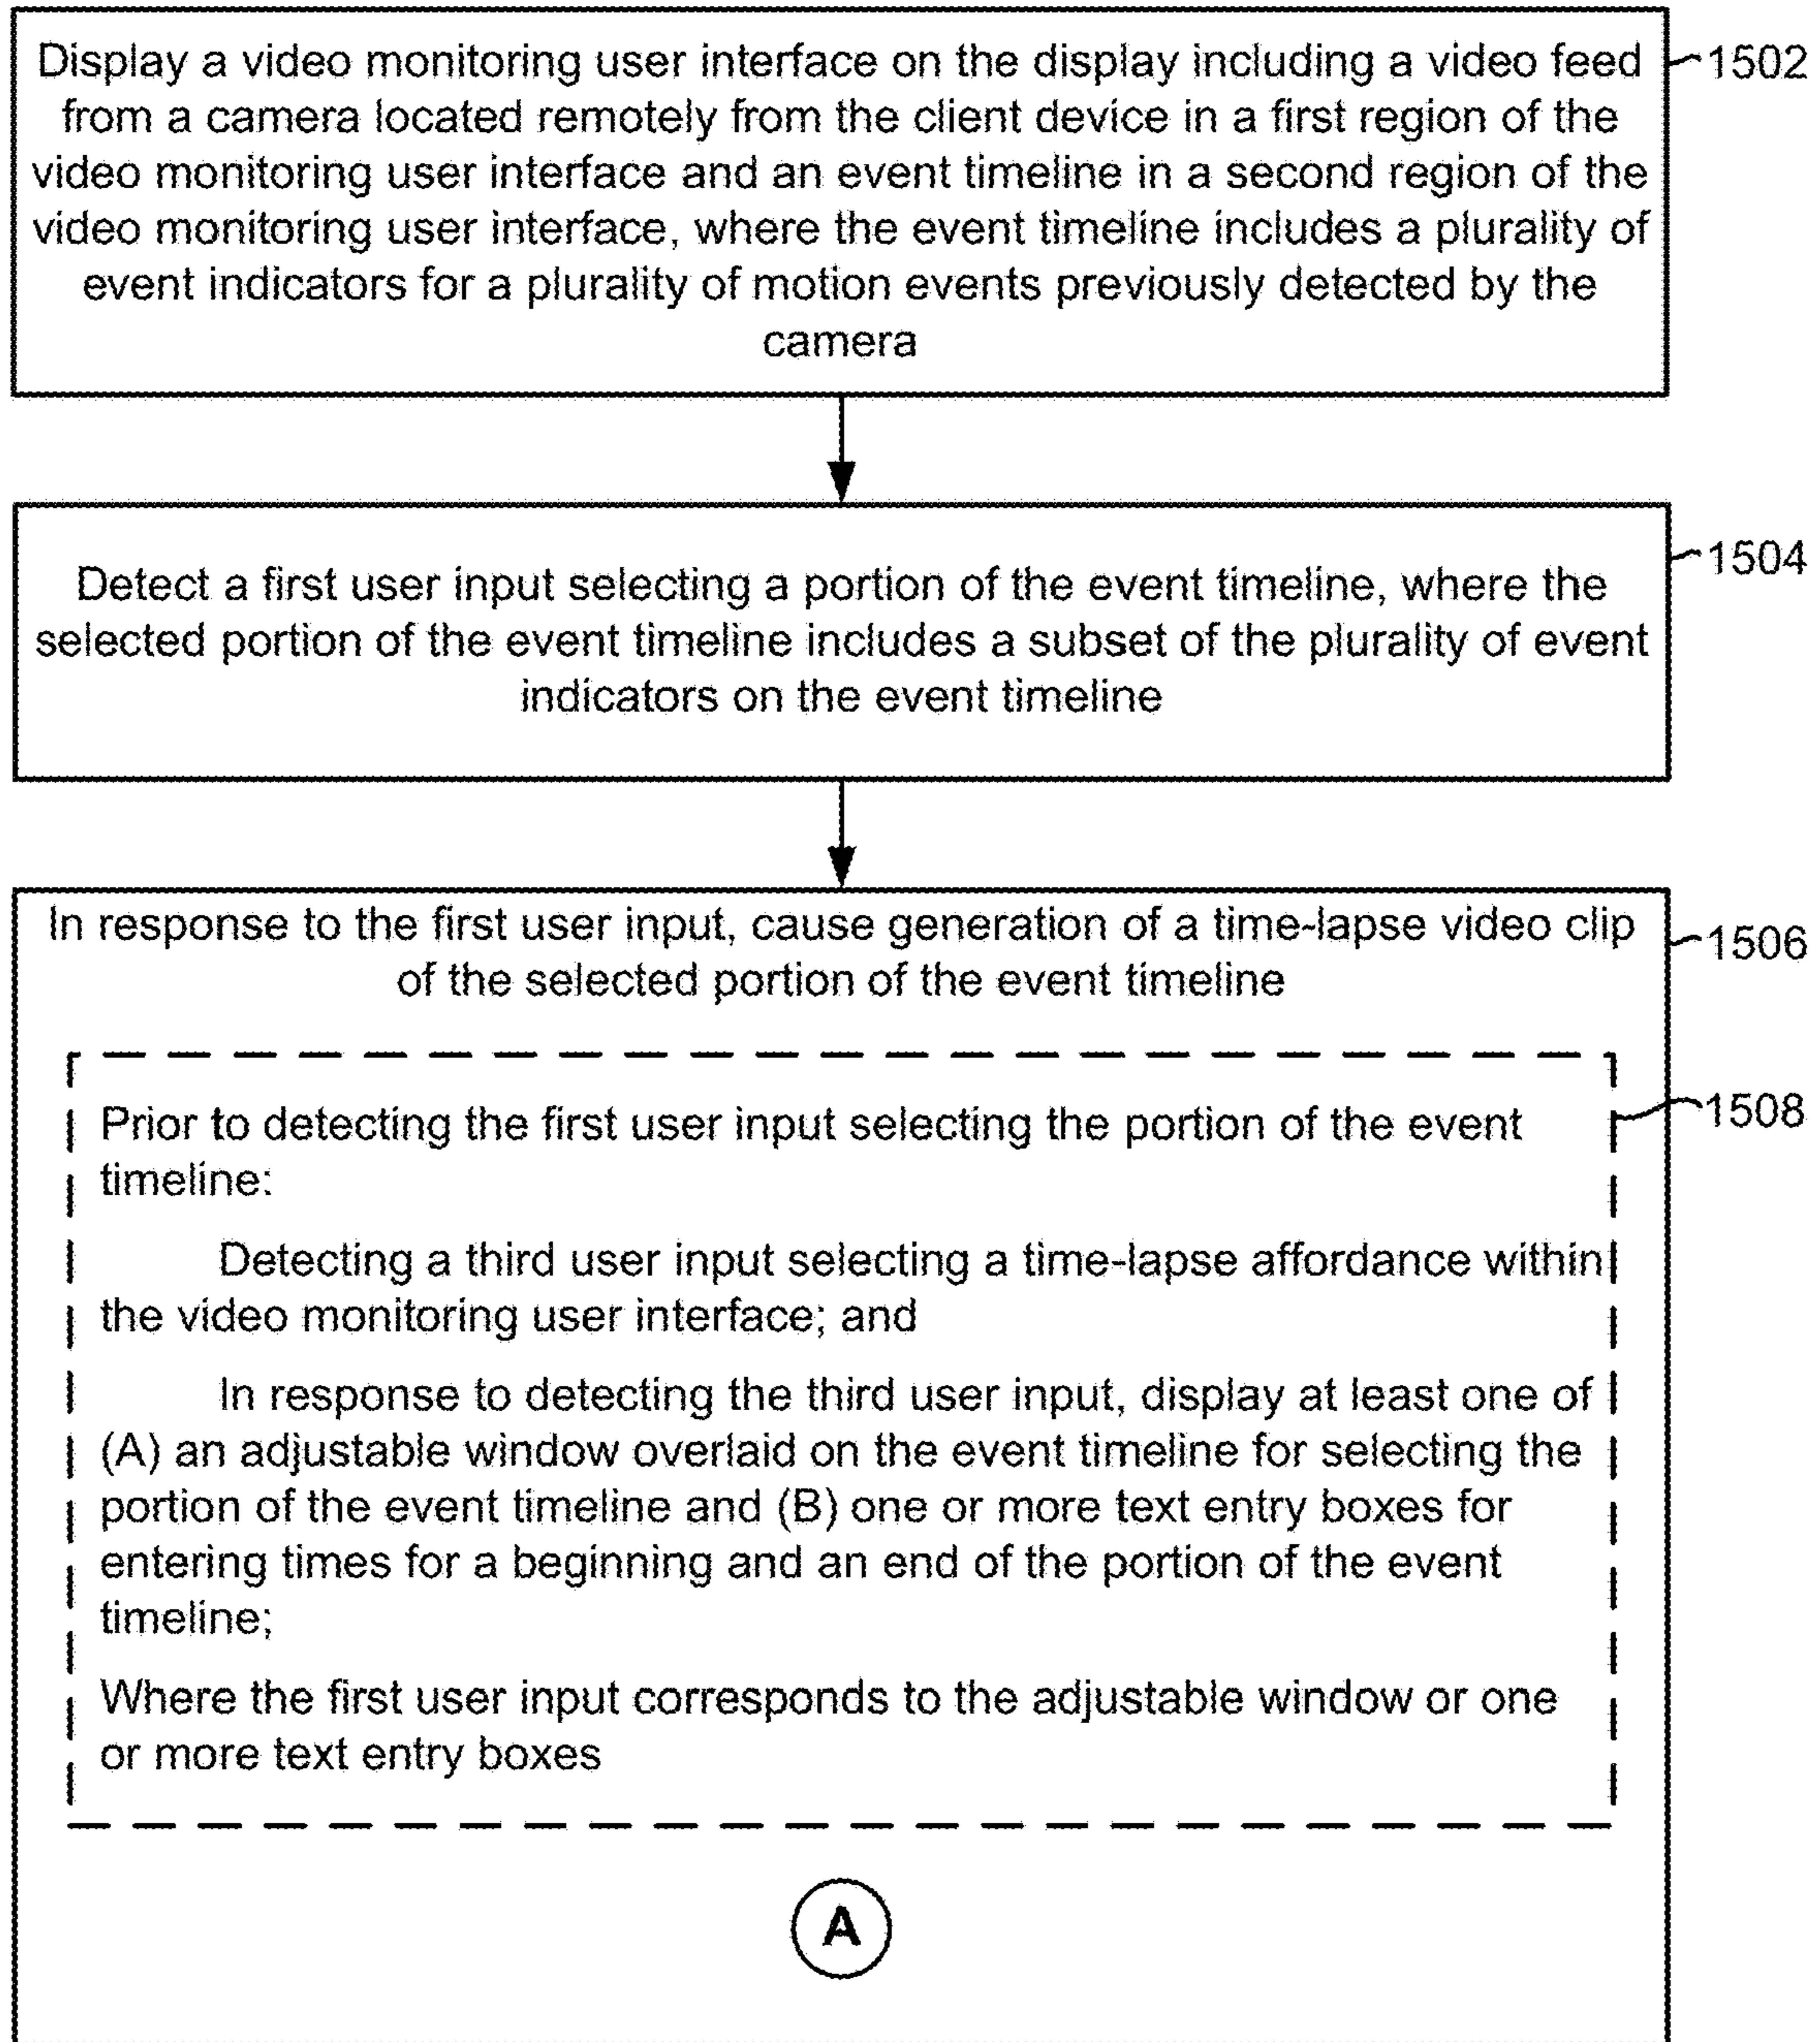 Display a video monitoring user interface on the display including a video feed
from a camera located remotely from the client device in a first region of the
video monitoring user interface and an event timeline in a second region of the
video monitoring user interface, where the event timeline includes a plurality of
event indicators for a plurality of motion events previously detected by the
camera
1502
Detect a first user input selecting a portion of the event timeline, where the
selected portion of the event timeline includes a subset of the plurality of event
indicators on the event timeline
1504
In response to the first user input, cause generation of a time-lapse video clip
of the selected portion of the event timeline
1506
Prior to detecting the first user input selecting the portion of the event
timeline:
1508
Detecting a third user input selecting a time-lapse affordance within
the video monitoring user interface; and
In response to detecting the third user input, display at least one of
(A) an adjustable window overlaid on the event timeline for selecting the
portion of the event timeline and (B) one or more text entry boxes for
entering times for a beginning and an end of the portion of the event
timeline;
Where the first user input corresponds to the adjustable window or one
or more text entry boxes
A